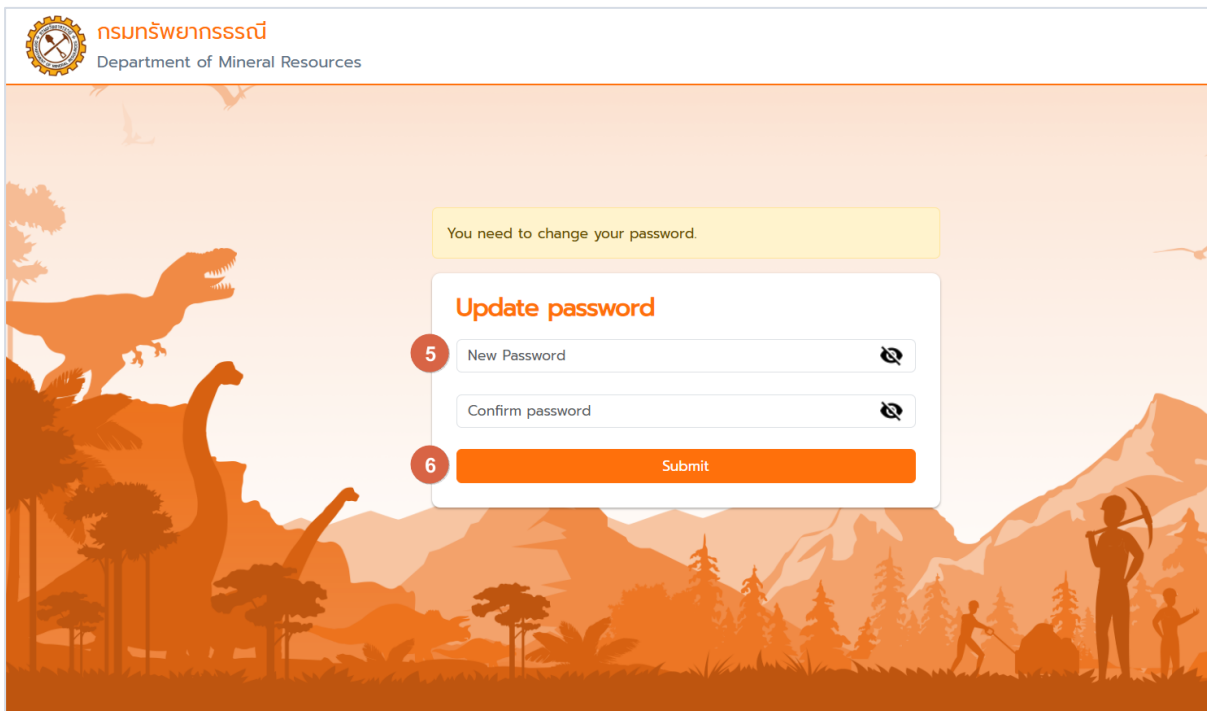 กรมทรัพยากรธรณี
Department of Mineral Resources
You need to change your password.
Update password
5
New Password
Confirm password
6
Submit